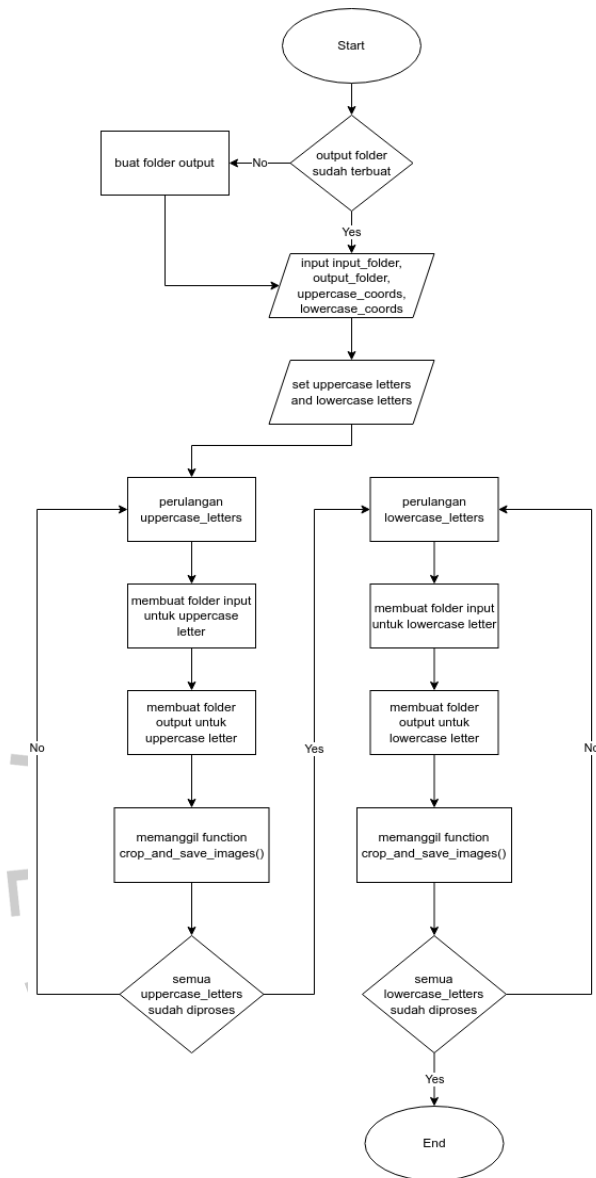 Start
output folder
sudah terbuat
No
buat folder output
Yes
input input_folder,
output_folder,
uppercase_coords,
lowercase_coords
set uppercase letters
and lowercase letters
perulangan
uppercase_letters
membuat folder input
untuk uppercase
letter
membuat folder
output untuk
uppercase letter
memanggil function
crop_and_save_images()
semua
uppercase_letters
sudah diproses
No
Yes
perulangan
lowercase_letters
membuat folder input
untuk lowercase letter
membuat folder
output untuk
lowercase letter
memanggil function
crop_and_save_images()
semua
lowercase_letters
sudah diproses
No
Yes
End